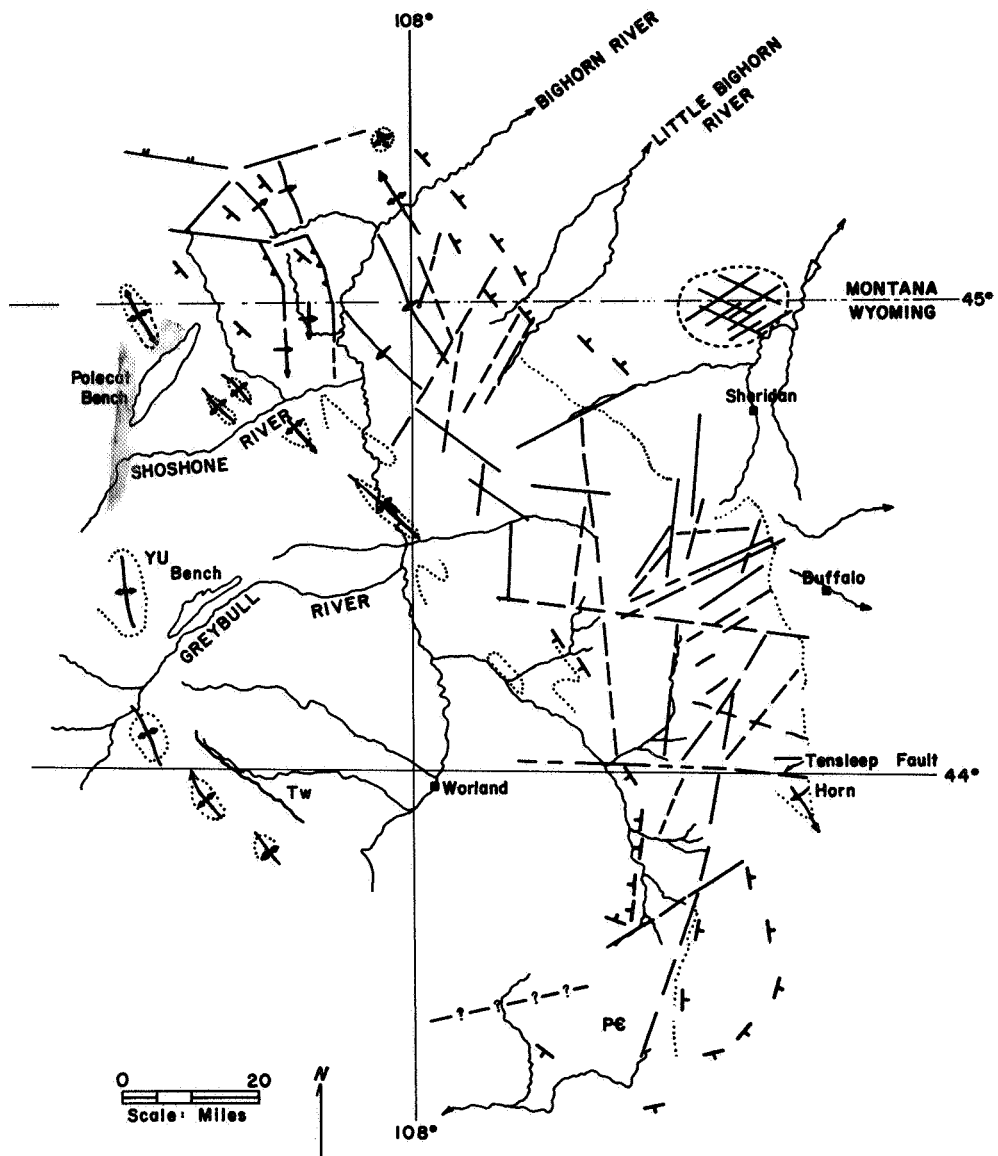 108°
BIGHORN RIVER
LITTLE BIGHORN
RIVER
MONTANA
WYOMING
45°
Polecat
Bench
Sheridan
SHOSHONE RIVER
YU
Bench
Buffalo
GREYBULL RIVER
Tensleep Fault
44°
Horn
Tw
Worland
? ? ? ?
P€
0 20
Scale: Miles
N
108°